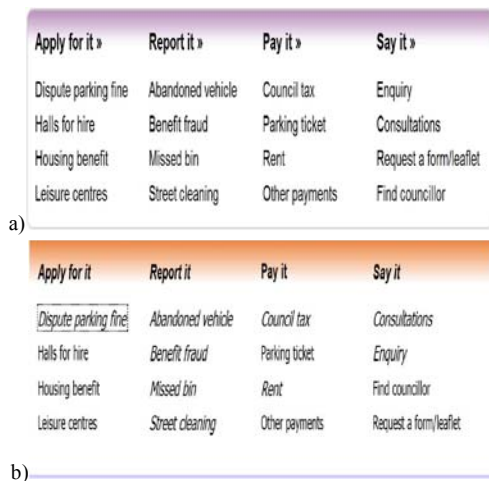 Apply for it » Report it » Pay it » Say it »
Dispute parking fine Abandoned vehicle Council tax Enquiry
Halls for hire Benefit fraud Parking ticket Consultations
Housing benefit Missed bin Rent Request a form/leaflet
Leisure centres Street cleaning Other payments Find councillor
a)
Apply for it Report it Pay it Say it
Dispute parking fine Abandoned vehicle Council tax Consultations
Halls for hire Benefit fraud Parking ticket Enquiry
Housing benefit Missed bin Rent Find councillor
Leisure centres Street cleaning Other payments Request a form/leaflet
b)